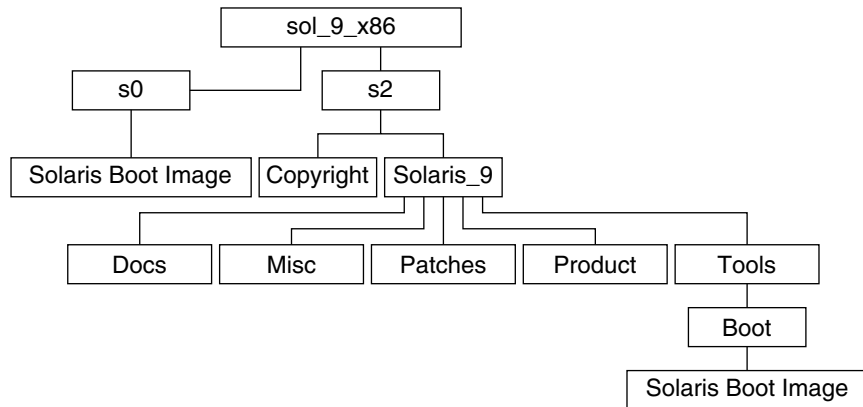 sol_9_x86
s0
s2
Solaris Boot Image
Copyright
Solaris_9
Docs
Misc
Patches
Product
Tools
Boot
Solaris Boot Image